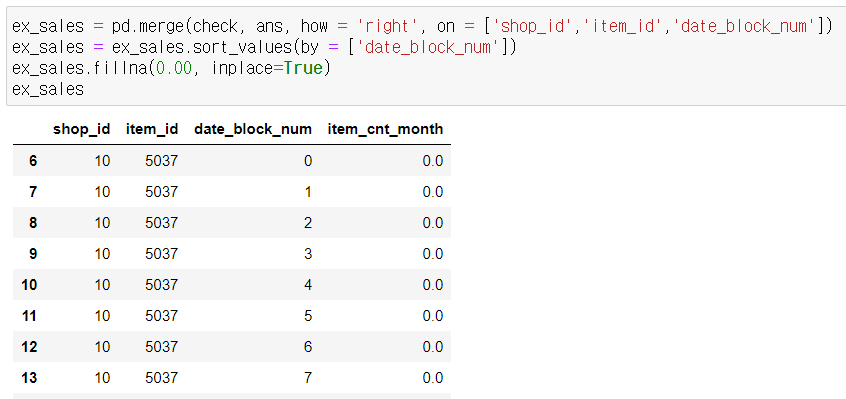 ex_sales = pd.merge(check, ans, how = 'right', on = ['shop_id','item_id','date_block_num'])
ex_sales = ex_sales.sort_values(by = ['date_block_num'])
ex_sales.fillna(0.00, inplace=True)
ex_sales
shop_id item_id date_block_num item_cnt_month
6 10 5037 0 0.0
7 10 5037 1 0.0
8 10 5037 2 0.0
9 10 5037 3 0.0
10 10 5037 4 0.0
11 10 5037 5 0.0
12 10 5037 6 0.0
13 10 5037 7 0.0